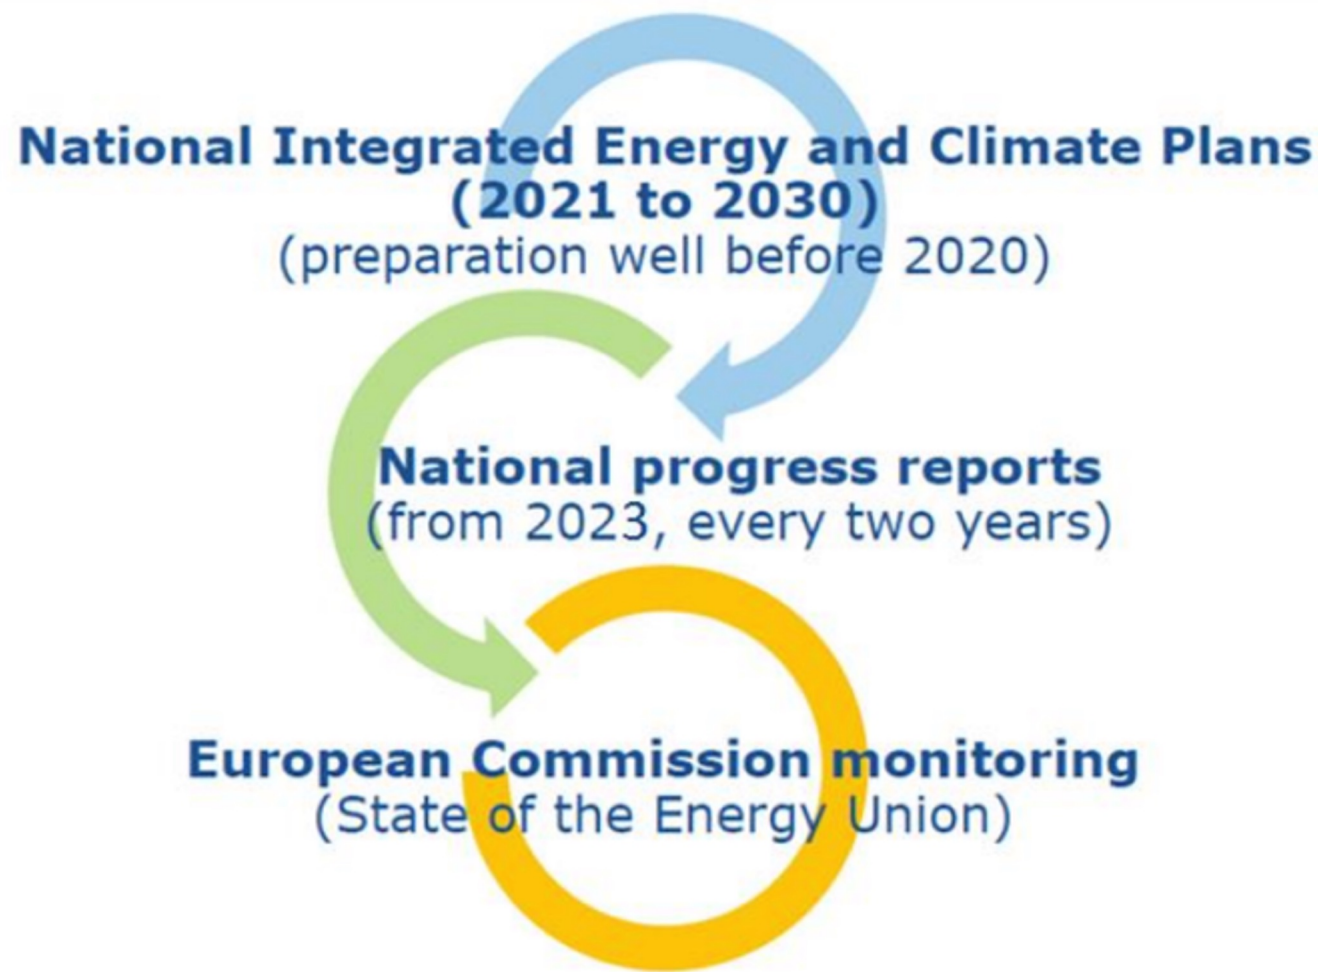 National Integrated Energy and Climate Plans
(2021 to 2030)
(preparation well before 2020)
National progress reports
(from 2023, every two years)
European Commission monitoring
(State of the Energy Union)